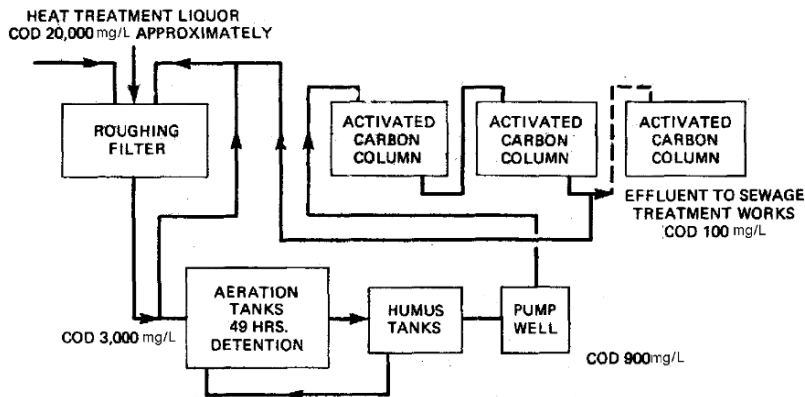 HEAT TREATMENT LIQUOR
COD 20,000 mg/L APPROXIMATELY
ROUGHING
FILTER
ACTIVATED
CARBON
COLUMN
ACTIVATED
CARBON
COLUMN
ACTIVATED
CARBON
COLUMN
EFFLUENT TO SEWAGE
TREATMENT WORKS
COD 100 mg/L
AERATION
TANKS
49 HRS.
DETENTION
HUMUS
TANKS
PUMP
WELL
COD 3,000 mg/L
COD 900mg/L